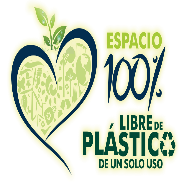 ESPACIO
100%
LIBRE DE
PLÁSTICO
DE UN SOLO USO